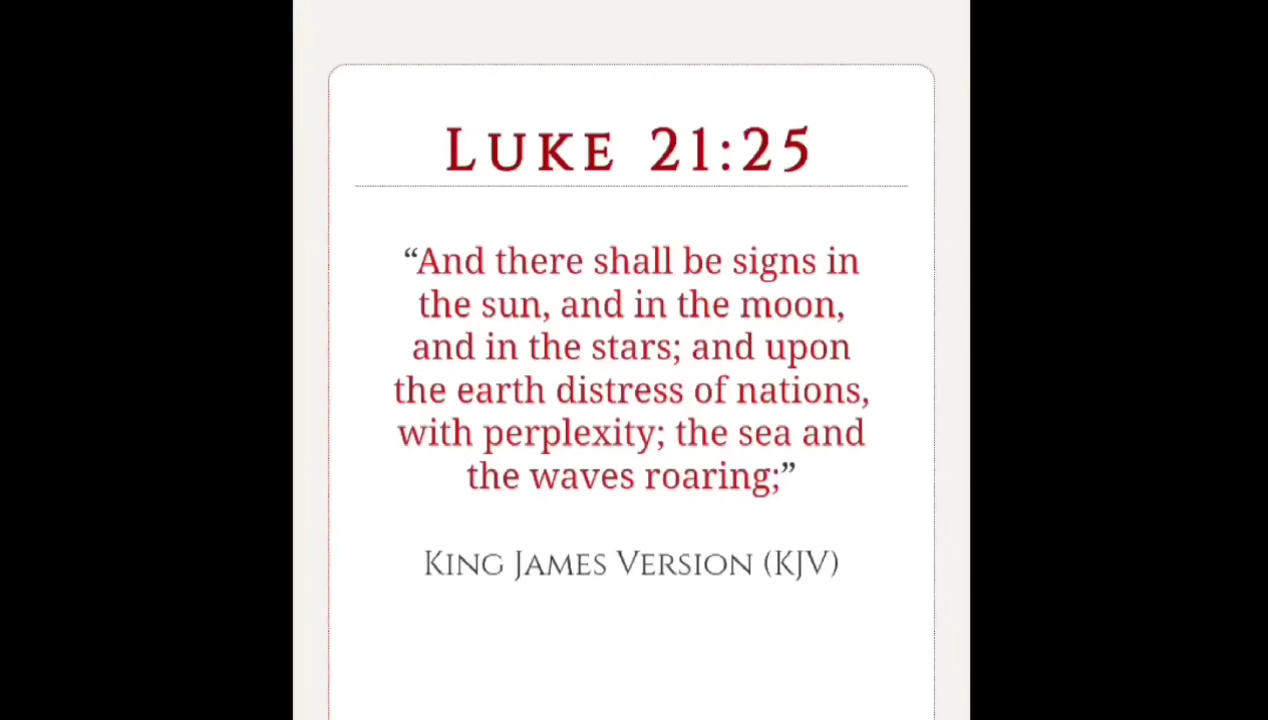 Luke 21:25
“And there shall be signs in
the sun, and in the moon,
and in the stars; and upon
the earth distress of nations,
with perplexity; the sea and
the waves roaring;”
King James Version (KJV)